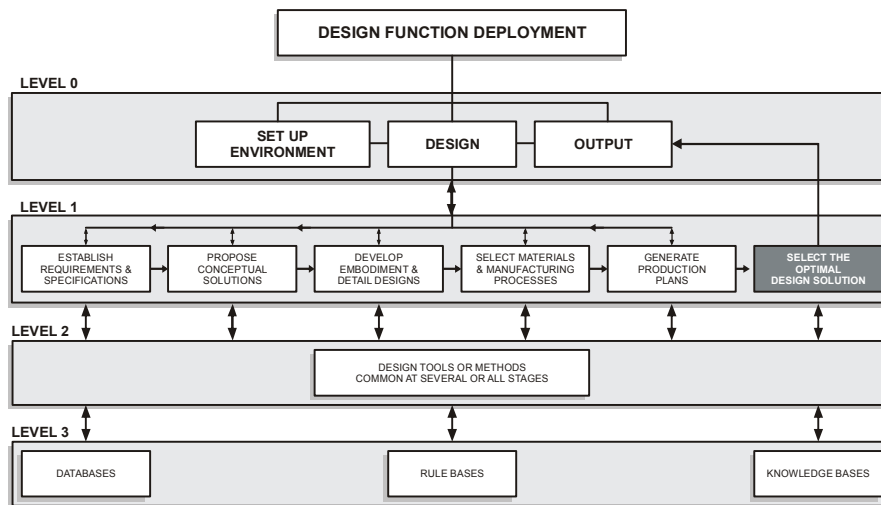 DESIGN FUNCTION DEPLOYMENT
LEVEL 0
SET UP
ENVIRONMENT
DESIGN
OUTPUT
LEVEL 1
ESTABLISH
REQUIREMENTS &
SPECIFICATIONS
PROPOSE
CONCEPTUAL
SOLUTIONS
DEVELOP
EMBODIMENT &
DETAIL DESIGNS
SELECT MATERIALS
& MANUFACTURING
PROCESSES
GENERATE
PRODUCTION
PLANS
SELECT THE
OPTIMAL
DESIGN SOLUTION
LEVEL 2
DESIGN TOOLS OR METHODS
COMMON AT SEVERAL OR ALL STAGES
LEVEL 3
DATABASES
RULE BASES
KNOWLEDGE BASES